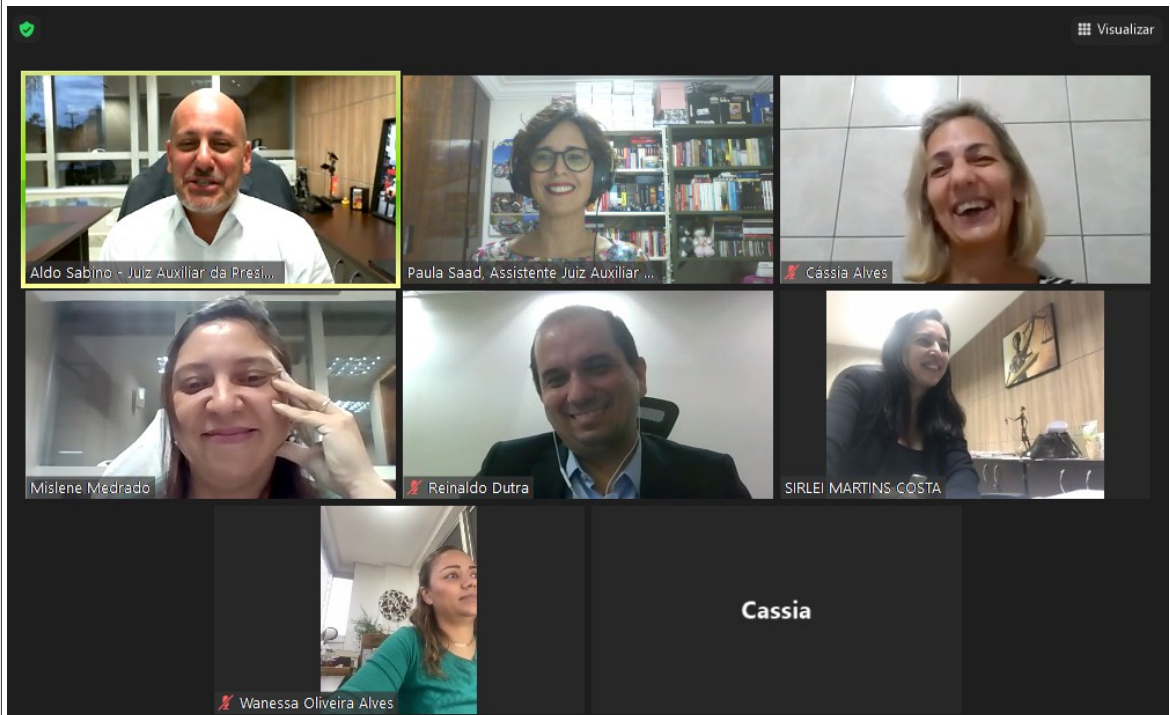 Visualizar
Aldo Sabino - Juiz Auxiliar da Presi...
Paula Saad, Assistente Juiz Auxiliar ...
Cássia Alves
Mislene Medrado
Reinaldo Dutra
SIRLEI MARTINS COSTA
Wanessa Oliveira Alves
Cassia